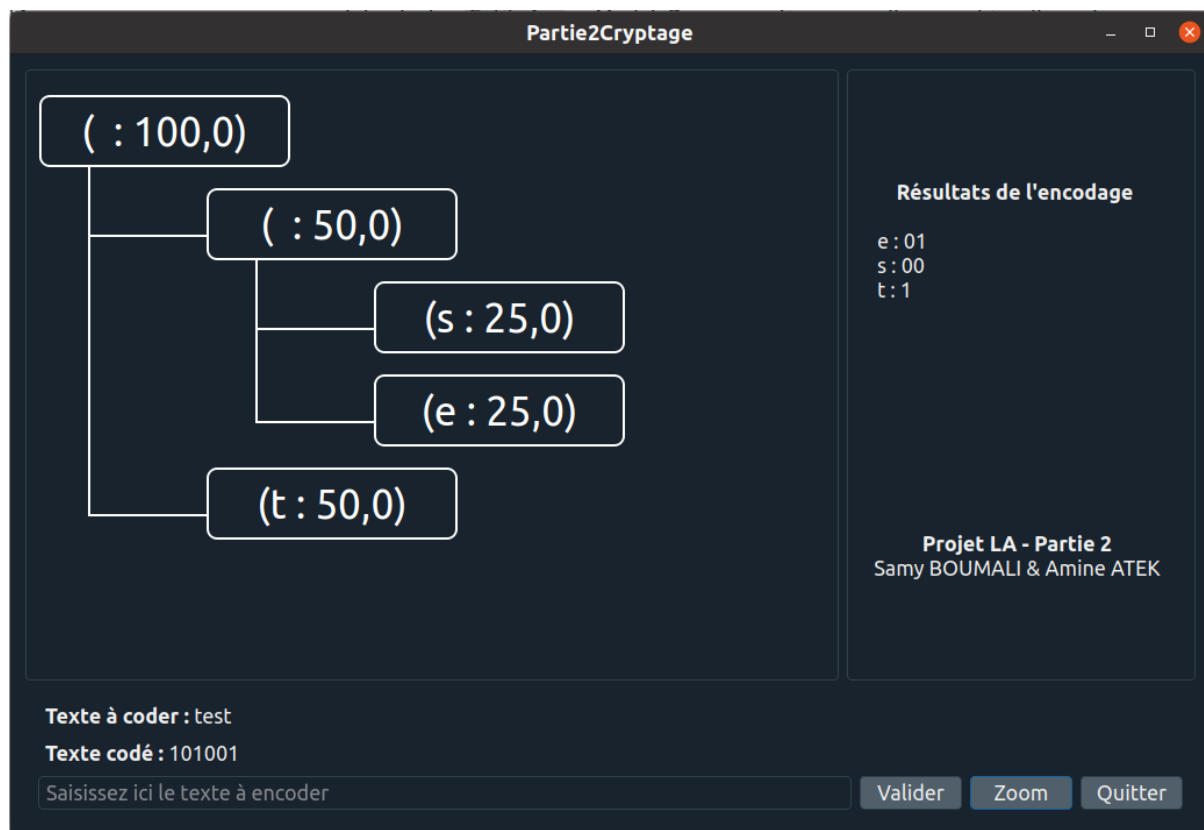 Partie2Cryptage
( : 100,0)
( : 50,0)
(s : 25,0)
(e : 25,0)
(t : 50,0)
Résultats de l'encodage
e : 01
s : 00
t : 1
Projet LA - Partie 2
Samy BOUMALI & Amine ATEK
Texte à coder : test
Texte codé : 101001
Saisissez ici le texte à encoder
Valider
Zoom
Quitter